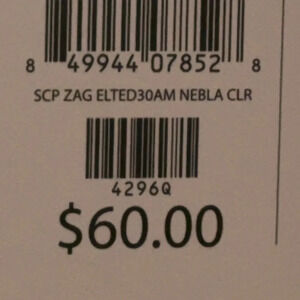 8 49944 07852 8
SCP ZAG ELTED30AM NEBLA CLR
4296Q
$60.00